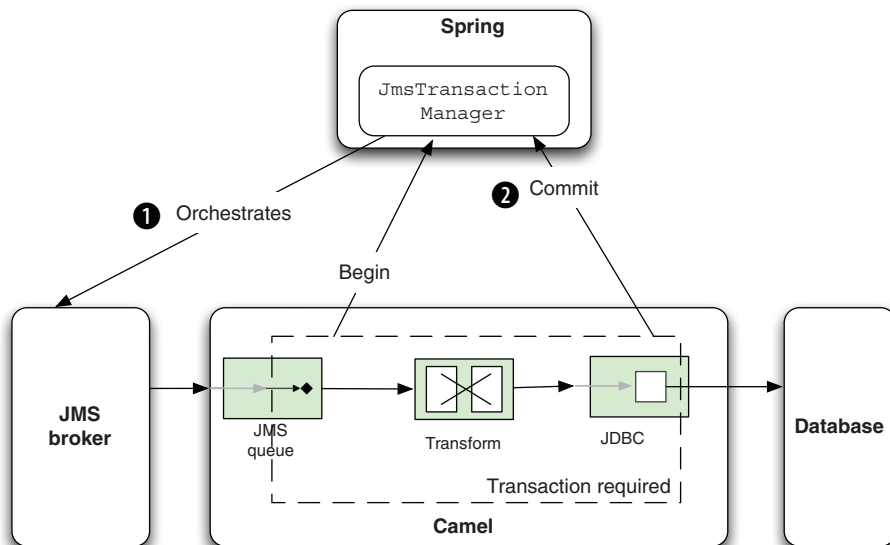 Spring
JmsTransaction
Manager
1 Orchestrates
2 Commit
Begin
JMS
broker
JMS
queue
Transform
JDBC
Transaction required
Camel
Database